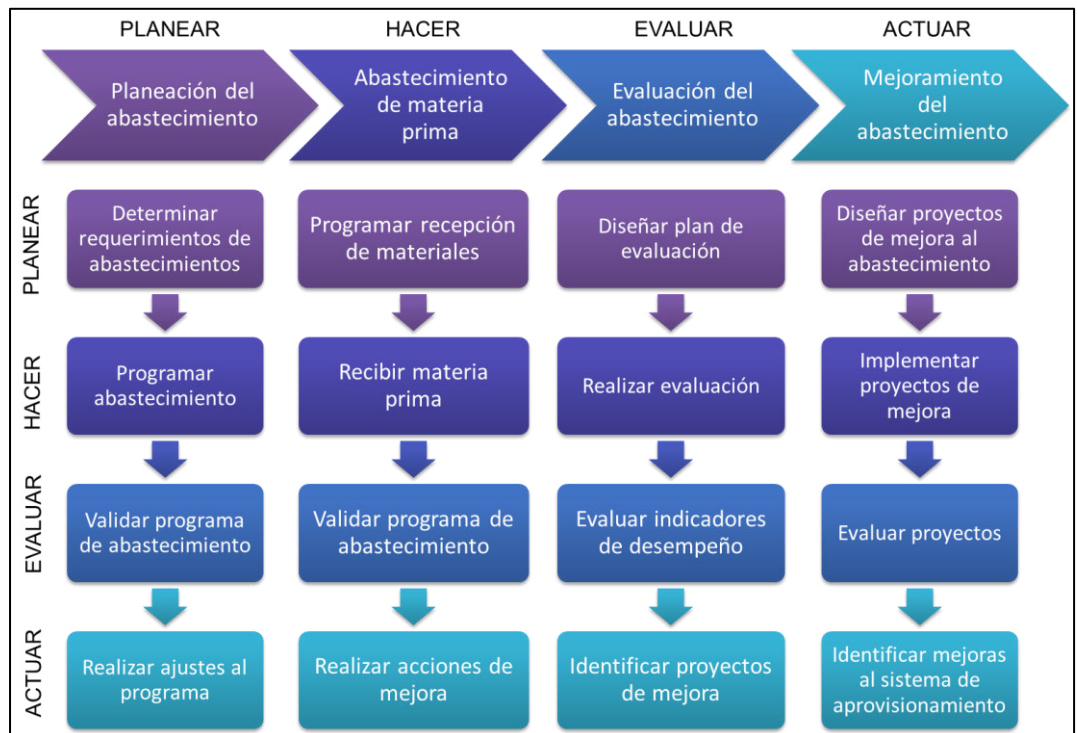 PLANEAR
HACER
EVALUAR
ACTUAR
Planeación del
abastecimiento
Abastecimiento
de materia
prima
Evaluación del
abastecimiento
Mejoramiento
del
abastecimiento
PLANEAR
Determinar
requerimientos de
abastecimientos
Programar recepción
de materiales
Diseñar plan de
evaluación
Diseñar proyectos
de mejora al
abastecimiento
HACER
Programar
abastecimiento
Recibir materia
prima
Realizar evaluación
Implementar
proyectos de
mejora
EVALUAR
Validar programa
de abastecimiento
Validar programa de
abastecimiento
Evaluar indicadores
de desempeño
Evaluar proyectos
ACTUAR
Realizar ajustes al
programa
Realizar acciones de
mejora
Identificar proyectos
de mejora
Identificar mejoras
al sistema de
aprovisionamiento